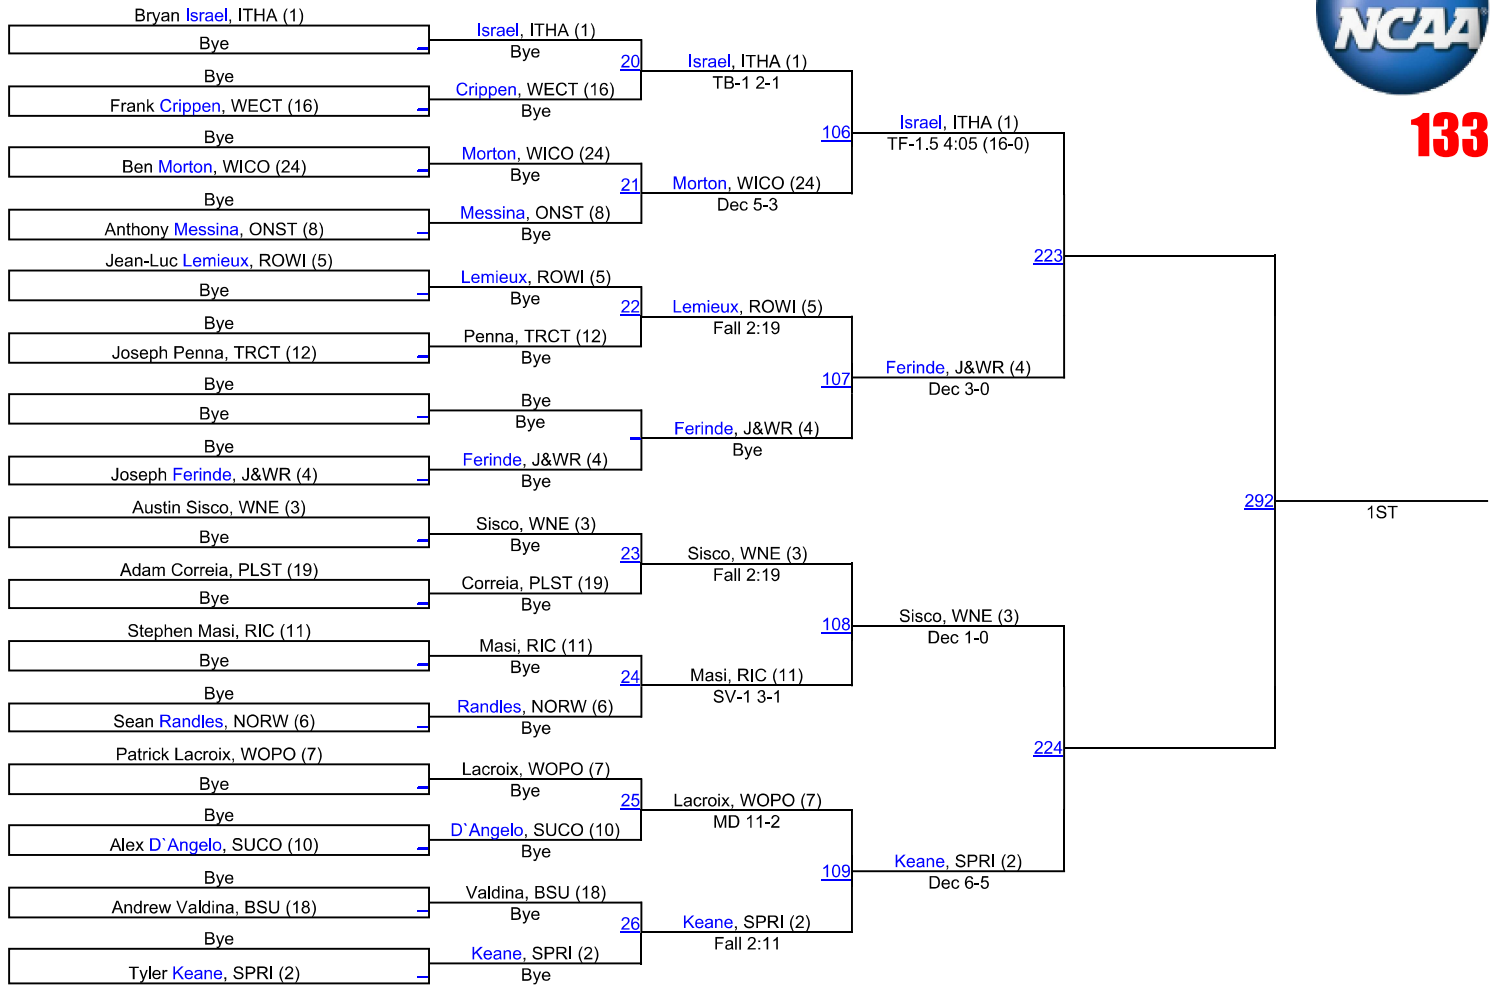 Bryan Israel, ITHA (1)
Bye
Bye
Frank Crippen, WECT (16)
Bye
Ben Morton, WICO (24)
Bye
Anthony Messina, ONST (8)
Jean-Luc Lemieux, ROWI (5)
Bye
Bye
Joseph Penna, TRCT (12)
Bye
Bye
Bye
Joseph Ferinde, J&WR (4)
Austin Sisco, WNE (3)
Bye
Adam Correia, PLST (19)
Bye
Stephen Masi, RIC (11)
Bye
Bye
Sean Randles, NORW (6)
Patrick Lacroix, WOPO (7)
Bye
Bye
Alex D`Angelo, SUCO (10)
Bye
Andrew Valdina, BSU (18)
Bye
Tyler Keane, SPRI (2)
Israel, ITHA (1)
Bye
20
Crippen, WECT (16)
Bye
Morton, WICO (24)
Bye
21
Messina, ONST (8)
Bye
Lemieux, ROWI (5)
Bye
22
Penna, TRCT (12)
Bye
Bye
Bye
Ferinde, J&WR (4)
Bye
Sisco, WNE (3)
Bye
23
Correia, PLST (19)
Bye
Masi, RIC (11)
Bye
24
Randles, NORW (6)
Bye
Lacroix, WOPO (7)
Bye
25
D`Angelo, SUCO (10)
Bye
Valdina, BSU (18)
Bye
26
Keane, SPRI (2)
Bye
Israel, ITHA (1)
TB-1 2-1
106
Morton, WICO (24)
Dec 5-3
Lemieux, ROWI (5)
Fall 2:19
107
Ferinde, J&WR (4)
Bye
Sisco, WNE (3)
Fall 2:19
108
Masi, RIC (11)
SV-1 3-1
Lacroix, WOPO (7)
MD 11-2
109
Keane, SPRI (2)
Fall 2:11
Israel, ITHA (1)
TF-1.5 4:05 (16-0)
223
Ferinde, J&WR (4)
Dec 3-0
Sisco, WNE (3)
Dec 1-0
224
Keane, SPRI (2)
Dec 6-5
292
1ST
NCAA
133